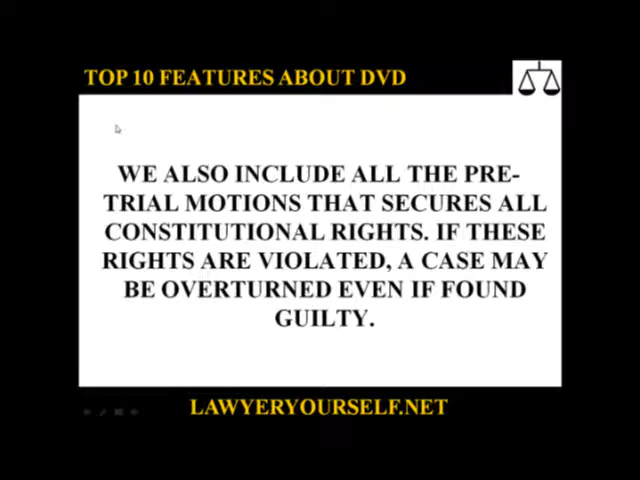 TOP 10 FEATURES ABOUT DVD
WE ALSO INCLUDE ALL THE PRE-
TRIAL MOTIONS THAT SECURES ALL
CONSTITUTIONAL RIGHTS. IF THESE
RIGHTS ARE VIOLATED, A CASE MAY
BE OVERTURNED EVEN IF FOUND
GUILTY.
LAWYERYOURSELF.NET